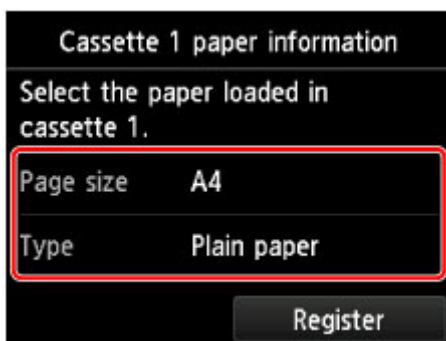 Cassette 1 paper information
Select the paper loaded in
cassette 1.
Page size A4
Type Plain paper
Register